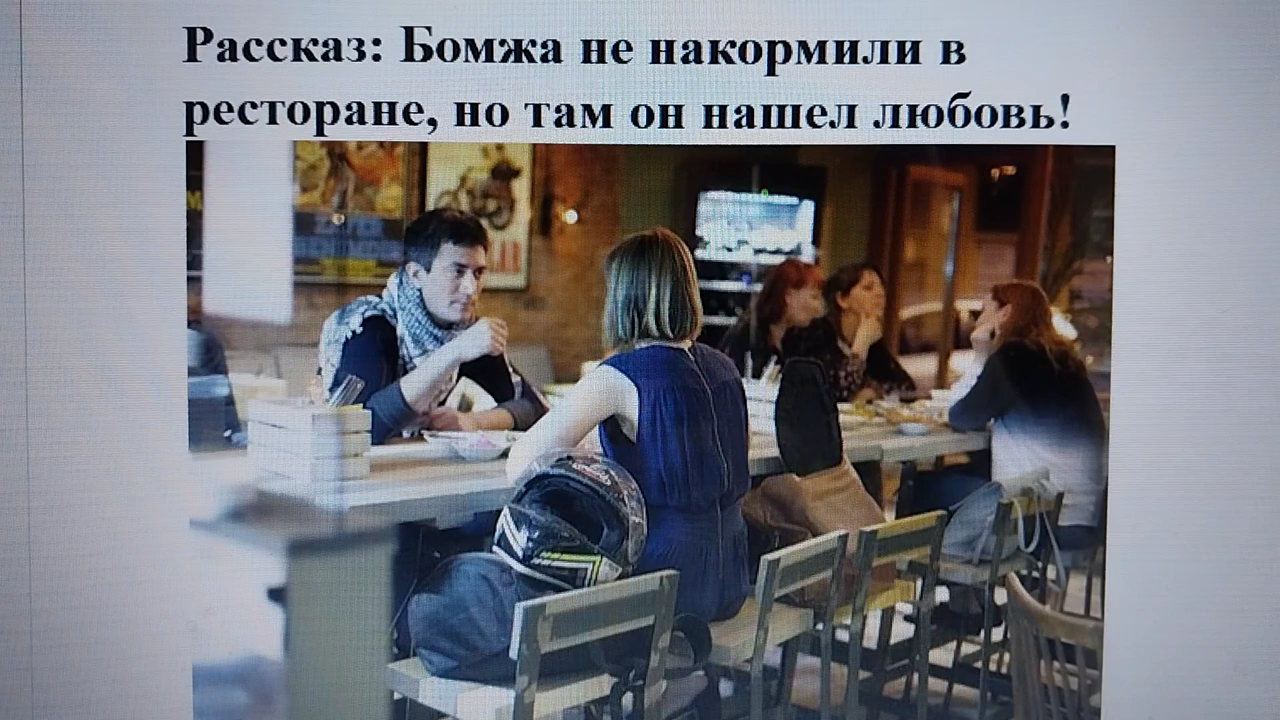 Рассказ: Бомжа не накормили в
ресторане, но там он нашел любовь!